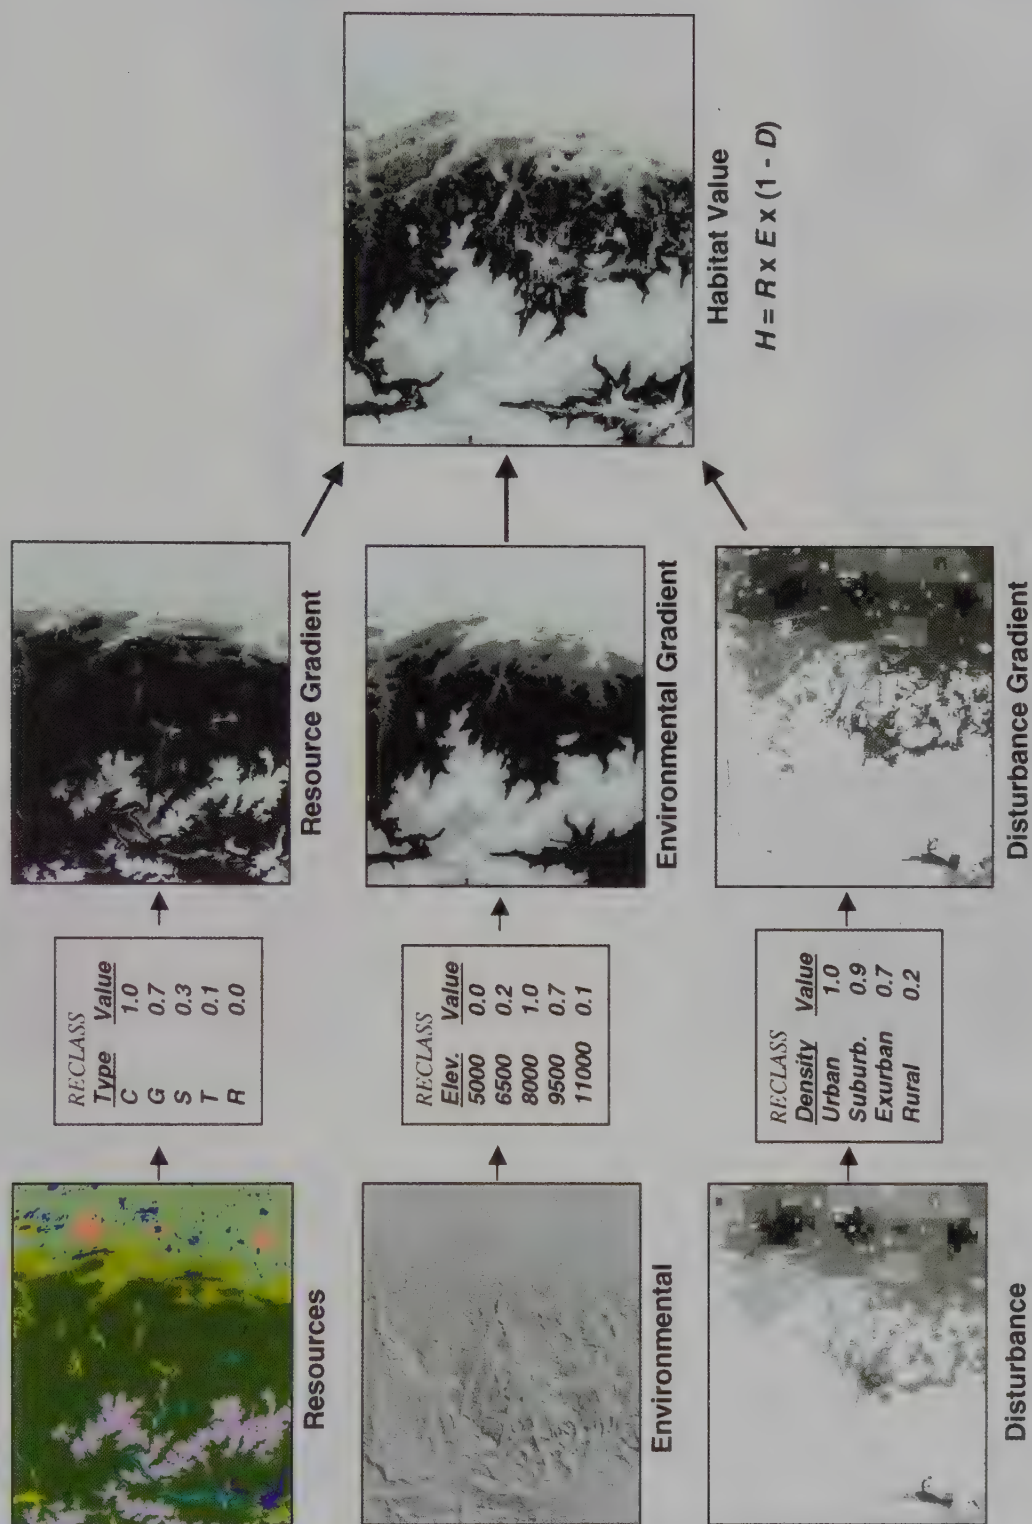 Resources
RECLASS
Type Value
C 1.0
G 0.7
S 0.3
T 0.1
R 0.0
Resource Gradient
Environmental
RECLASS
Elev. Value
5000 0.0
6500 0.2
8000 1.0
9500 0.7
11000 0.1
Environmental Gradient
Disturbance
RECLASS
Density Value
Urban 1.0
Suburb. 0.9
Exurban 0.7
Rural 0.2
Disturbance Gradient
Habitat Value
H = R x E x (1 - D)